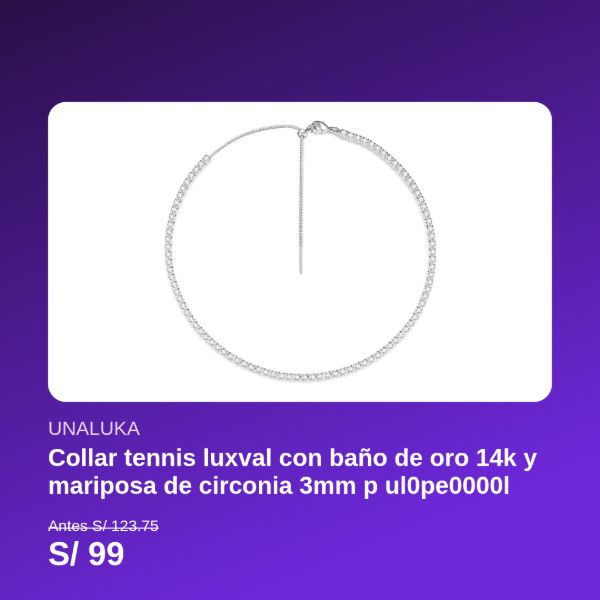 UNALUKA
Collar tennis luxval con baño de oro 14k y
mariposa de circonia 3mm p ul0pe0000l
Antes S/ 123.75
S/ 99